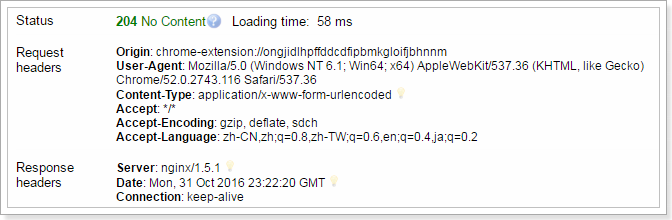 Status 204 No Content Loading time: 58 ms
Request headers
Origin: chrome-extension://ongjidlhpffddcdfipbmkgloifjbhnnm
User-Agent: Mozilla/5.0 (Windows NT 6.1; Win64; x64) AppleWebKit/537.36 (KHTML, like Gecko)
Chrome/52.0.2743.116 Safari/537.36
Content-Type: application/x-www-form-urlencoded
Accept: */*
Accept-Encoding: gzip, deflate, sdch
Accept-Language: zh-CN,zh;q=0.8,zh-TW;q=0.6,en;q=0.4,ja;q=0.2
Response headers
Server: nginx/1.5.1
Date: Mon, 31 Oct 2016 23:22:20 GMT
Connection: keep-alive